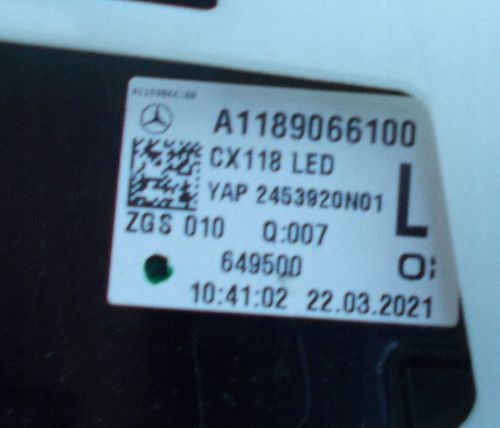 A1189066100
CX118 LED
YAP 2453920N01
L
ZGS 010 Q:007
649500
10:41:02 22.03.2021